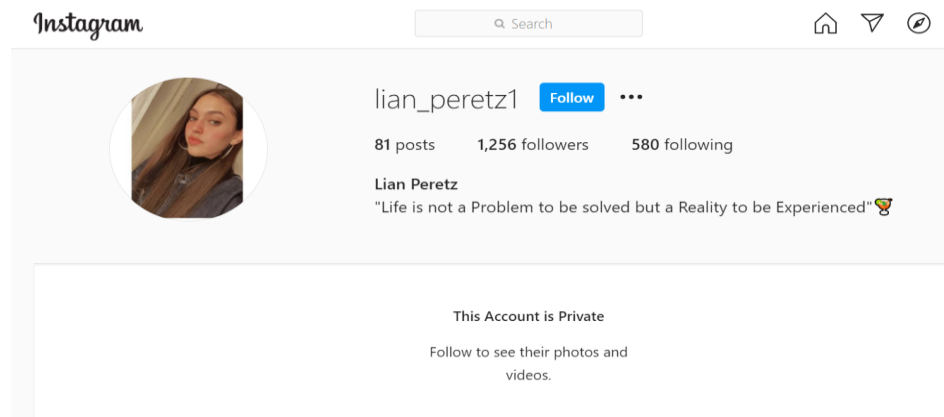 Instagram
Search
lian_peretz1 Follow •••
81 posts 1,256 followers 580 following
Lian Peretz
"Life is not a Problem to be solved but a Reality to be Experienced"🍹
This Account is Private
Follow to see their photos and
videos.